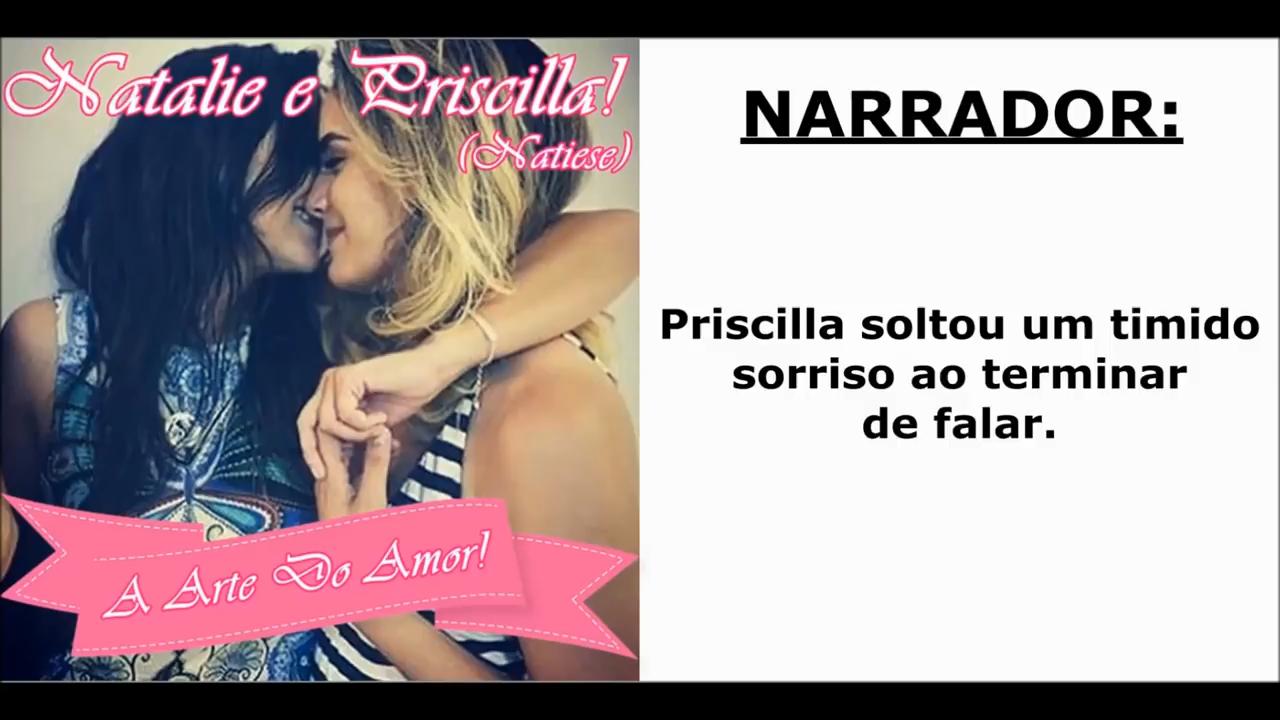 Natalie e Priscilla!
(Natiese)
A Arte Do Amor!
NARRADOR:
Priscilla soltou um timido
sorriso ao terminar
de falar.